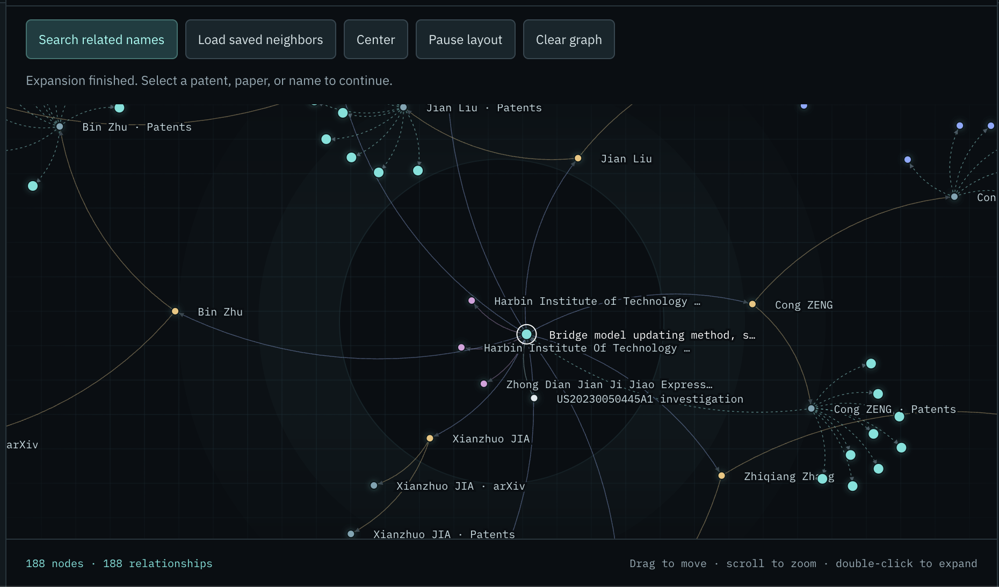 Search related names
Load saved neighbors
Center
Pause layout
Clear graph
Expansion finished. Select a patent, paper, or name to continue.
Jian Liu · Patents
Bin Zhu · Patents
Jian Liu
Con
Harbin Institute of Technology …
Cong ZENG
Bin Zhu
Bridge model updating method, s…
Harbin Institute Of Technology …
Zhong Dian Jian Ji Jiao Express…
US20230050445A1 investigation
Cong ZENG · Patents
Xianzhuo JIA
arXiv
Zhiqiang Zhang
Xianzhuo JIA · arXiv
Xianzhuo JIA · Patents
188 nodes · 188 relationships
Drag to move · scroll to zoom · double-click to expand